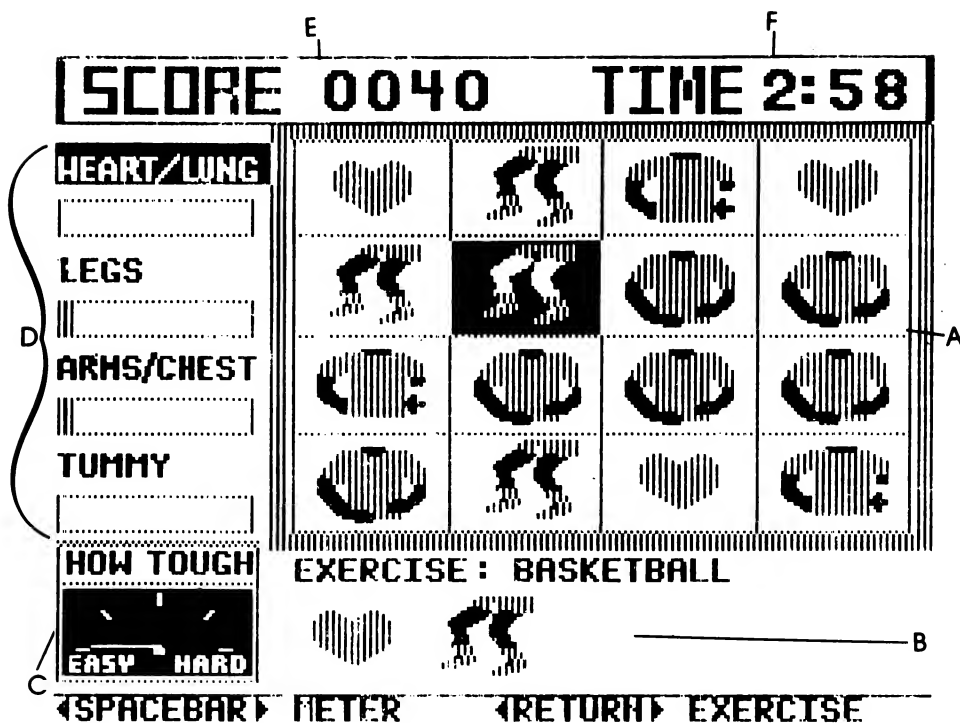 E F
SCORE 0040 TIME 2:58
HEART/LUNG
LEGS
D
A
ARMS/CHEST
TUMMY
HOW TOUGH
EXERCISE: BASKETBALL
B
EASY HARD
C
SPACEBAR METER RETURN EXERCISE